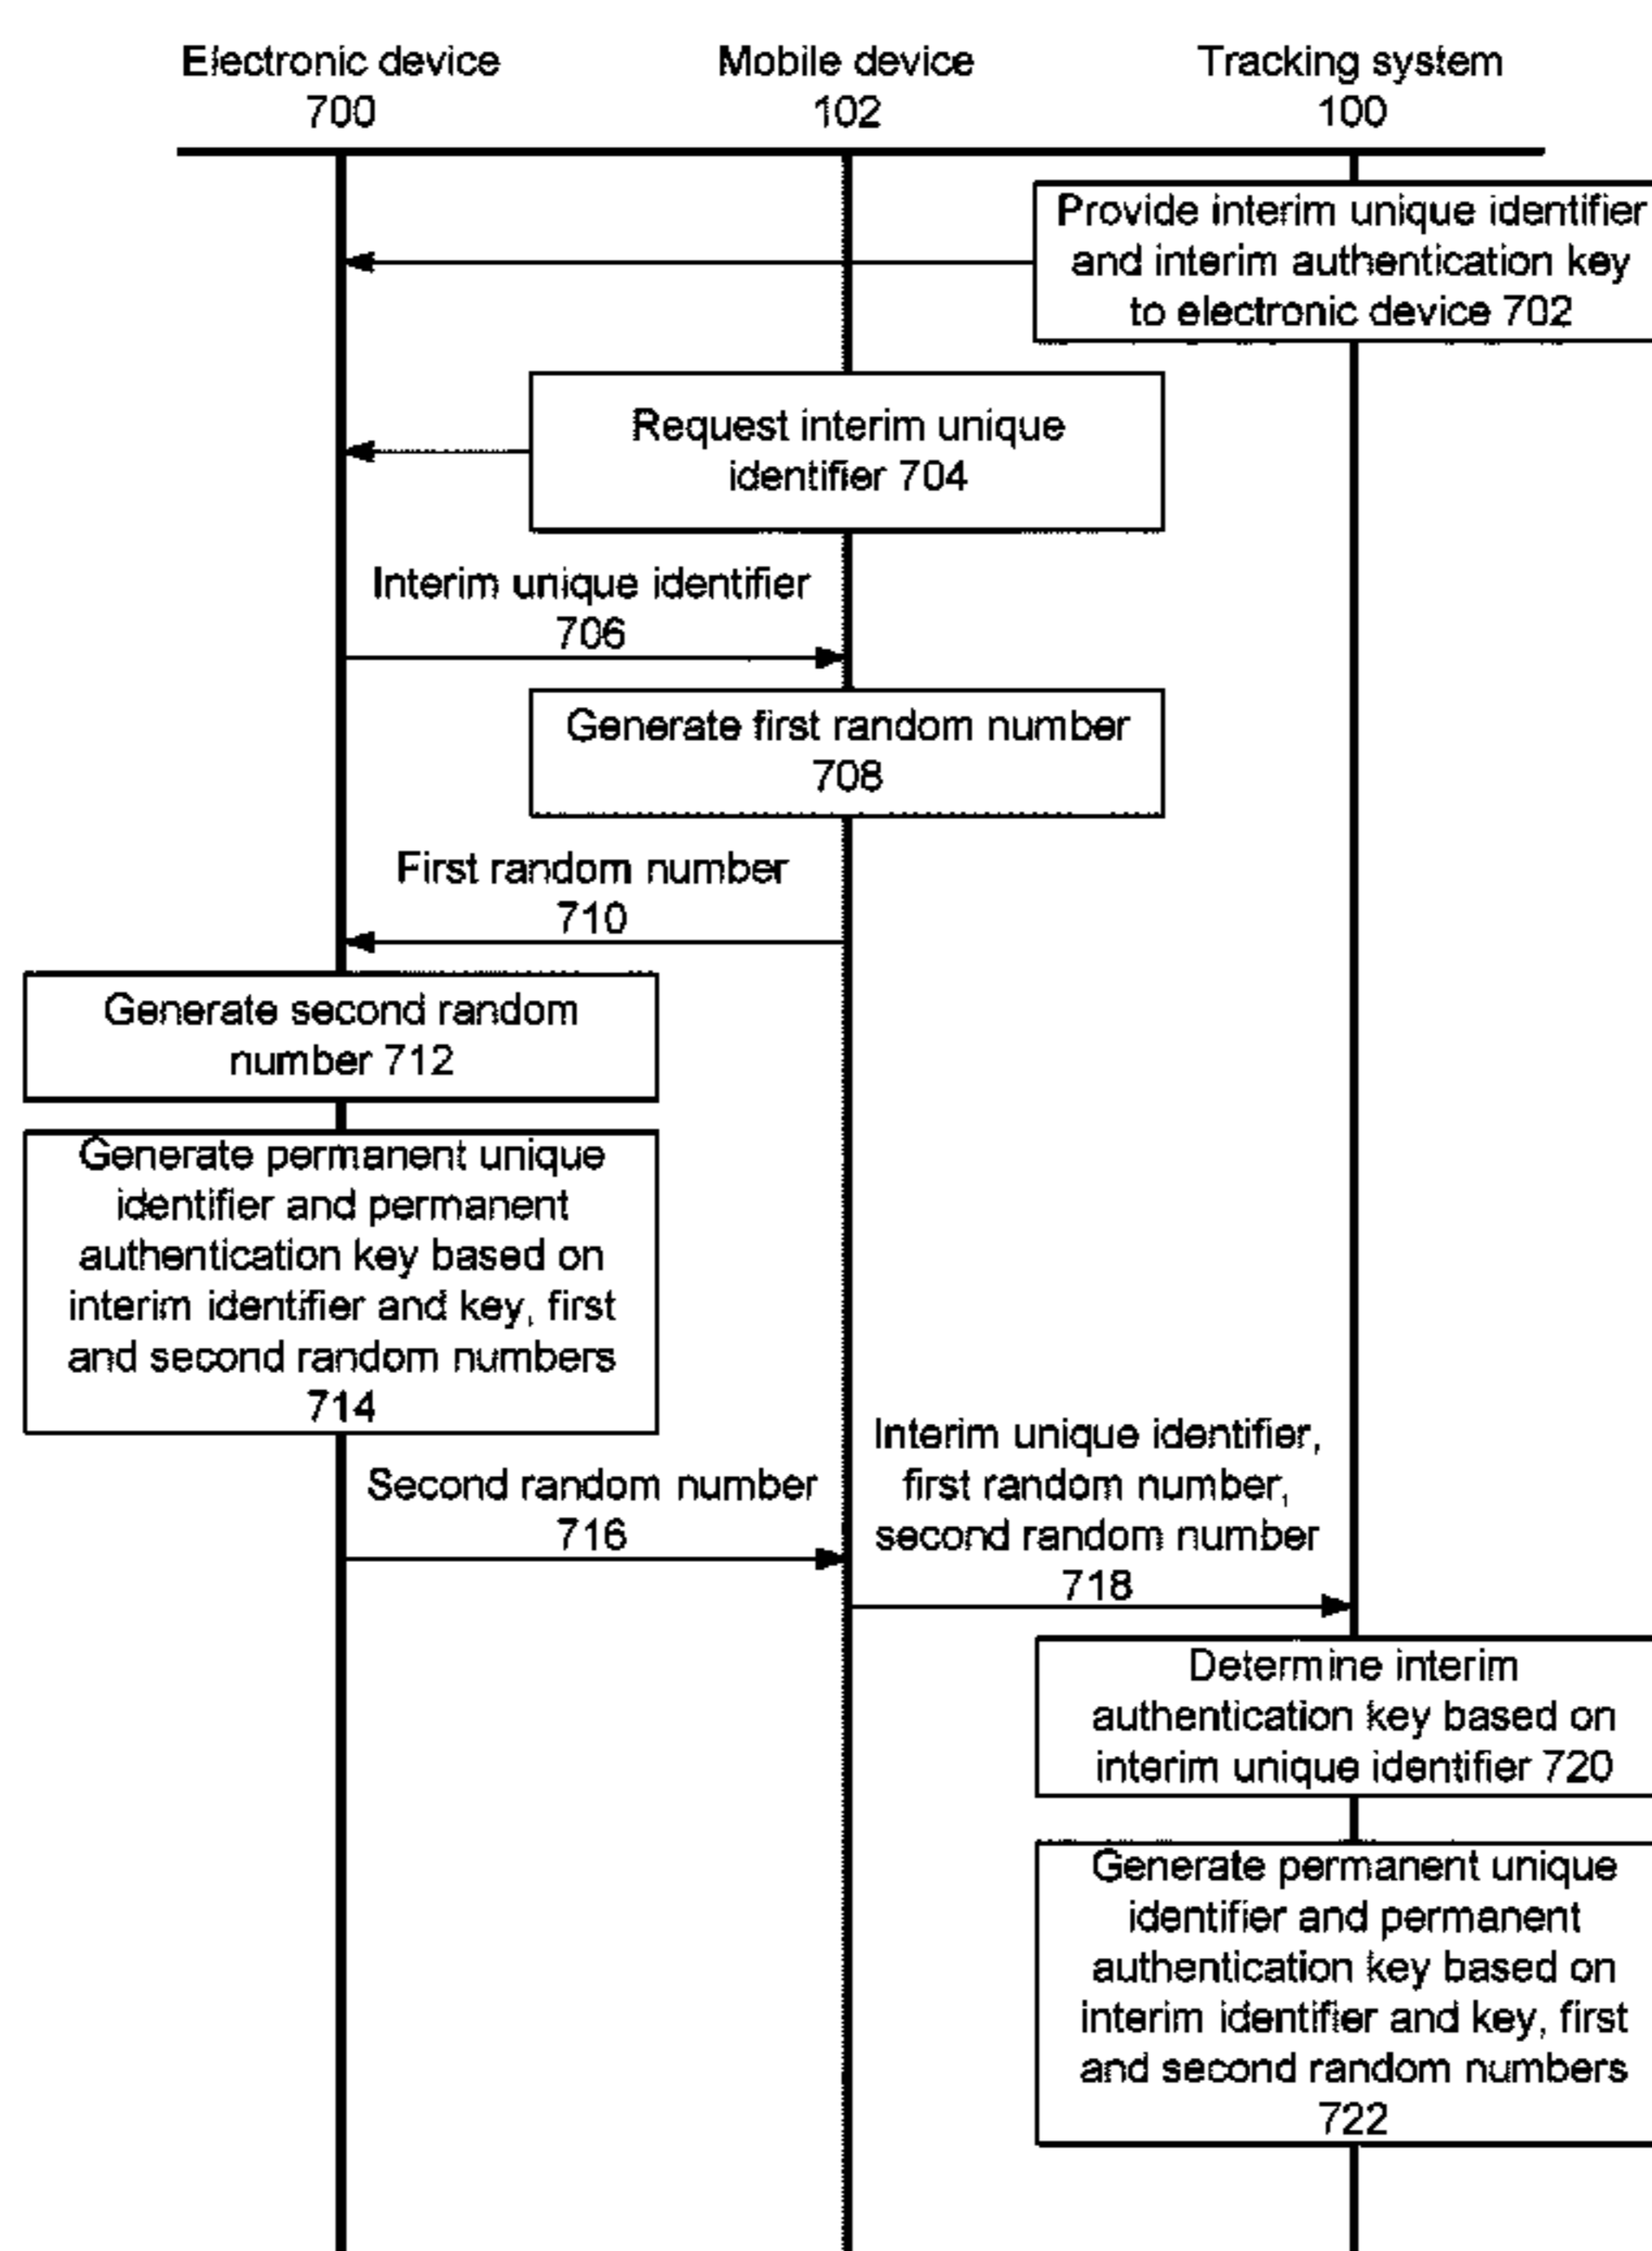 Electronic device
700
Mobile device
102
Tracking system
100
Provide interim unique identifier
and interim authentication key
to electronic device 702
Request interim unique
identifier 704
Interim unique identifier
706
Generate first random number
708
First random number
710
Generate second random
number 712
Generate permanent unique
identifier and permanent
authentication key based on
interim identifier and key, first
and second random numbers
714
Second random number
716
Interim unique identifier,
first random number,
second random number
718
Determine interim
authentication key based on
interim unique identifier 720
Generate permanent unique
identifier and permanent
authentication key based on
interim identifier and key, first
and second random numbers
722